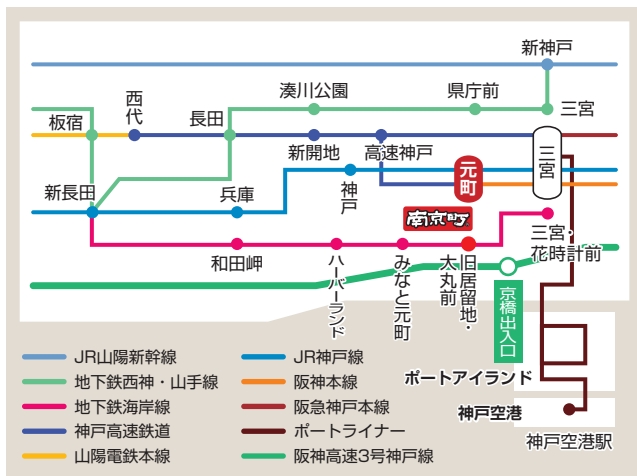 新神戸
湊川公園
県庁前
三宮
西代
板宿
長田
新開地
高速神戸
三宮
元町
新長田
兵庫
神戸
南京町
三宮・
花時計前
和田岬
ハーバーランド
みなと元町
旧居留地・
大丸前
京橋出入口
ポートアイランド
神戸空港
神戸空港駅
JR山陽新幹線
地下鉄西神・山手線
地下鉄海岸線
神戸高速鉄道
山陽電鉄本線
JR神戸線
阪神本線
阪急神戸本線
ポートライナー
阪神高速3号神戸線